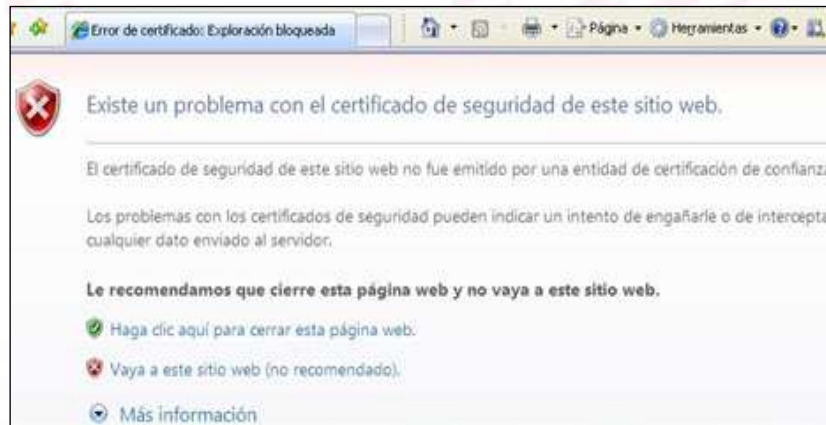 Error de certificado: Exploración bloqueada
Página
Herramientas
Existe un problema con el certificado de seguridad de este sitio web.
El certificado de seguridad de este sitio web no fue emitido por una entidad de certificación de confianza
Los problemas con los certificados de seguridad pueden indicar un intento de engañarle o de intercepta
cualquier dato enviado al servidor.
Le recomendamos que cierre esta página web y no vaya a este sitio web.
Haga clic aquí para cerrar esta página web.
Vaya a este sitio web (no recomendado).
Más información